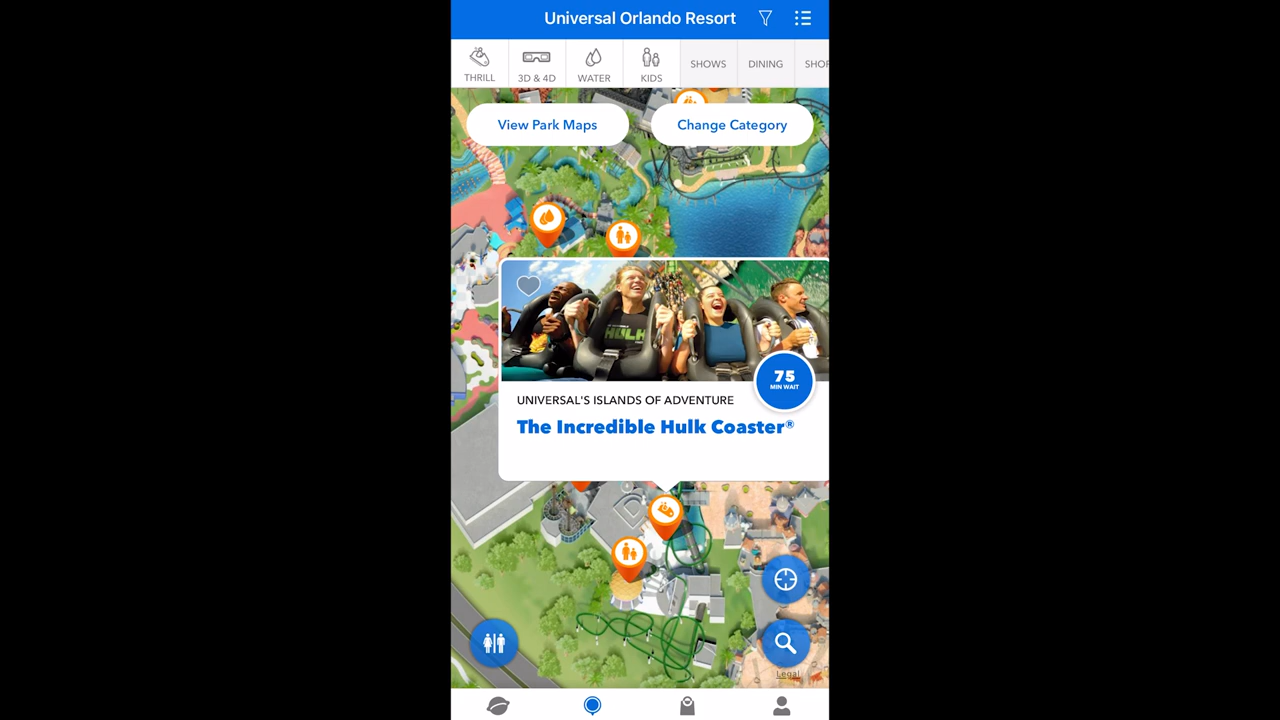 Universal Orlando Resort
THRILL
3D & 4D
WATER
KIDS
SHOWS
DINING
SHOP
View Park Maps
Change Category
HULK
75
MIN WAIT
UNIVERSAL'S ISLANDS OF ADVENTURE
The Incredible Hulk Coaster®
Legal